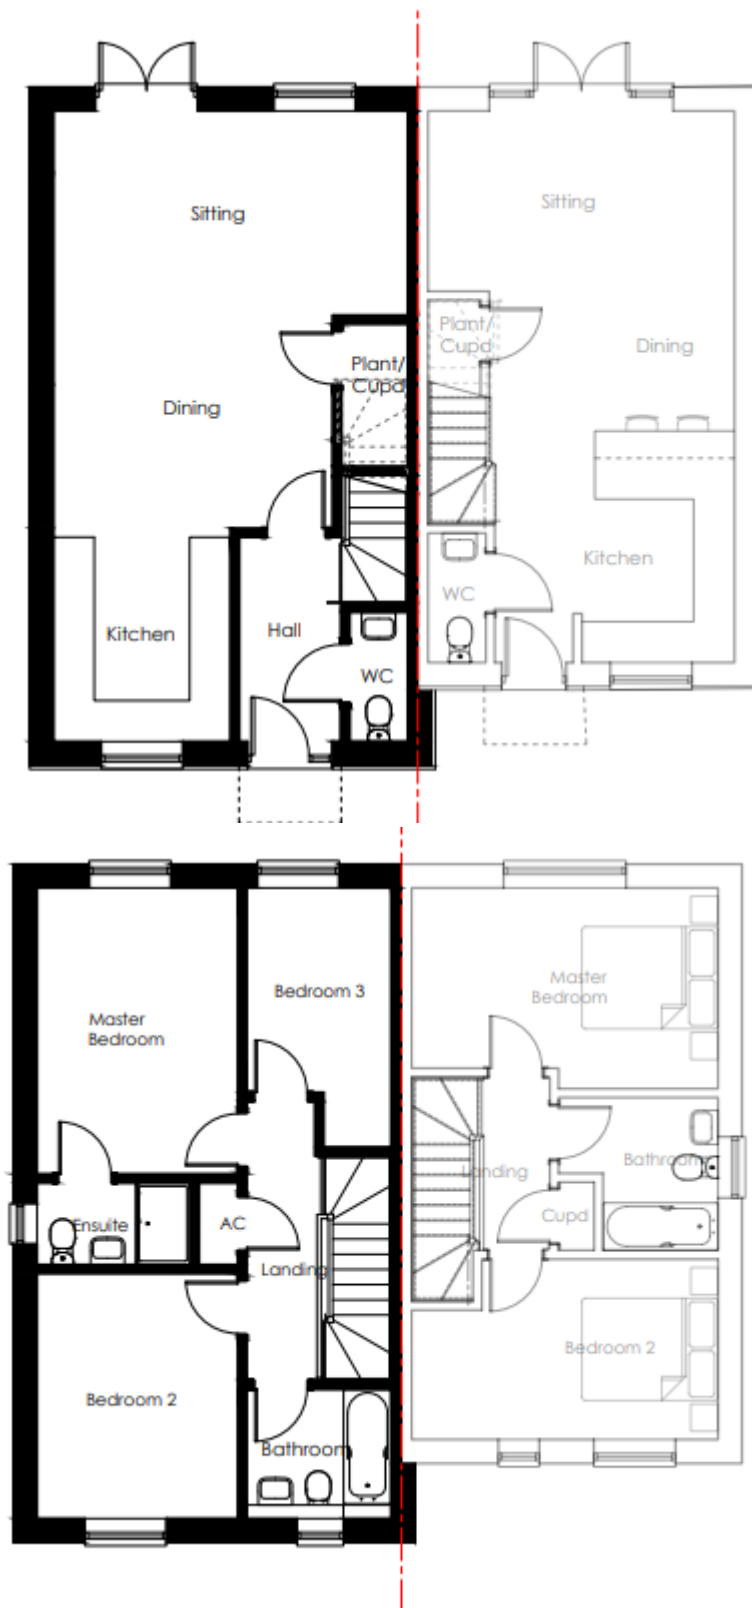 Sitting
Sitting
Plant/
Cupd
Dining
Plant/
Cupd
Dining
Kitchen
WC
Hall
Kitchen
WC
Bedroom 3
Master
Bedroom
Master
Bedroom
Bathroom
Landing
Ensuite
AC
Cupd
Landing
Bedroom 2
Bedroom 2
Bathroom